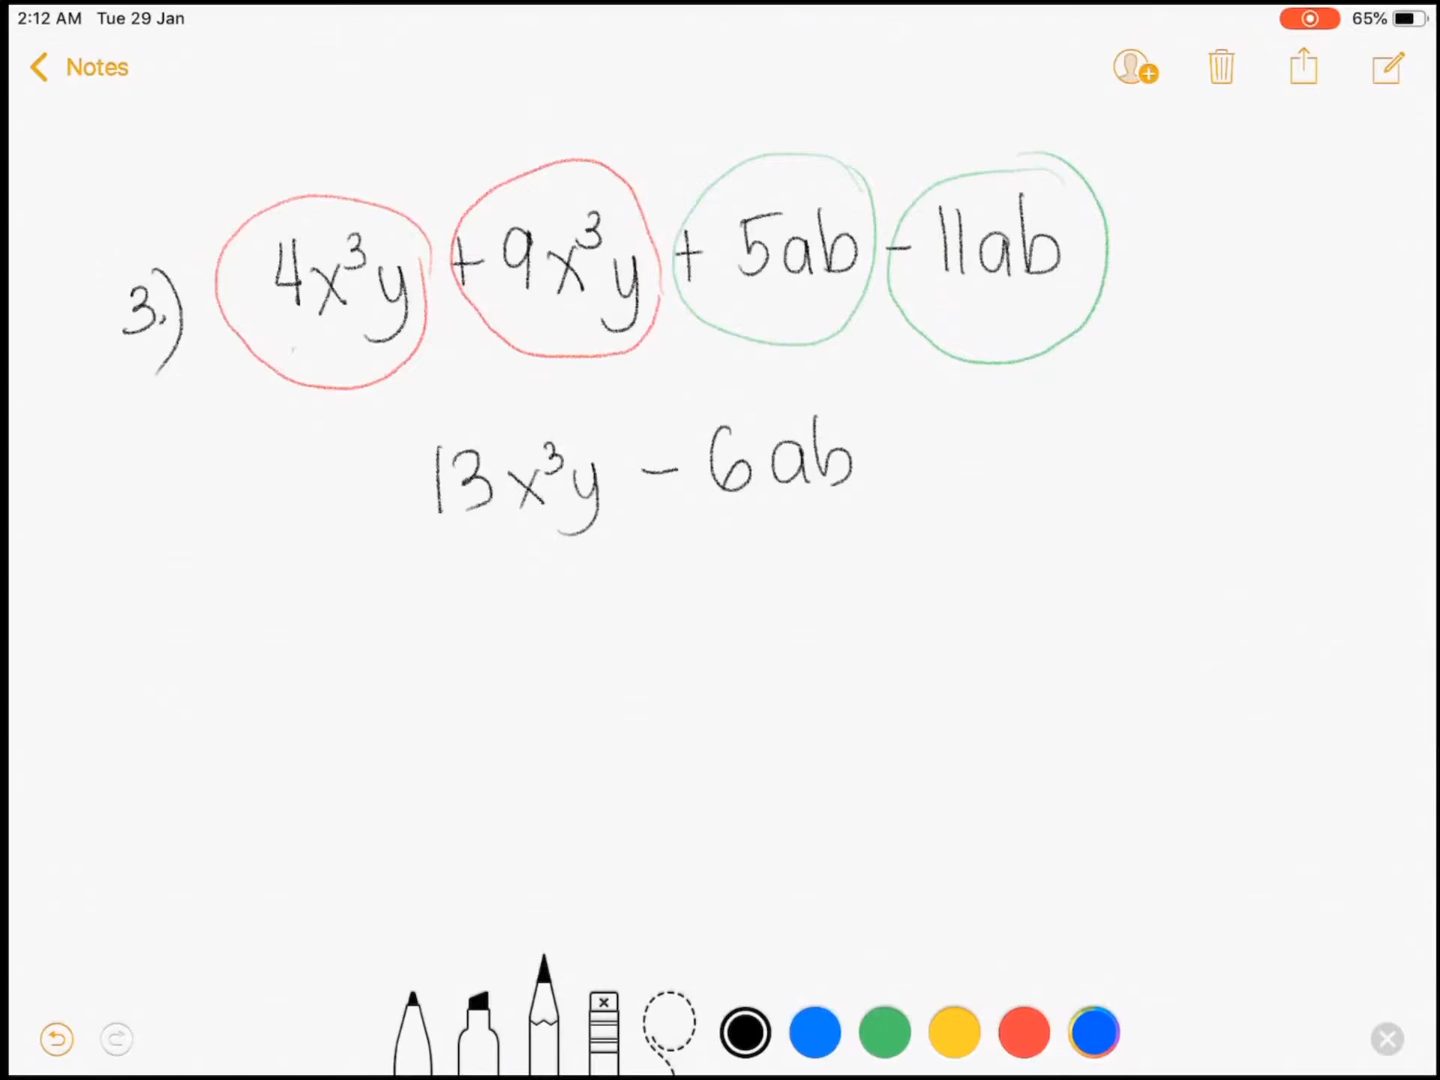 2:12 AM Tue 29 Jan 65%
Notes
3.) 4x³y + 9x³y + 5ab - 11ab
13x³y - 6ab